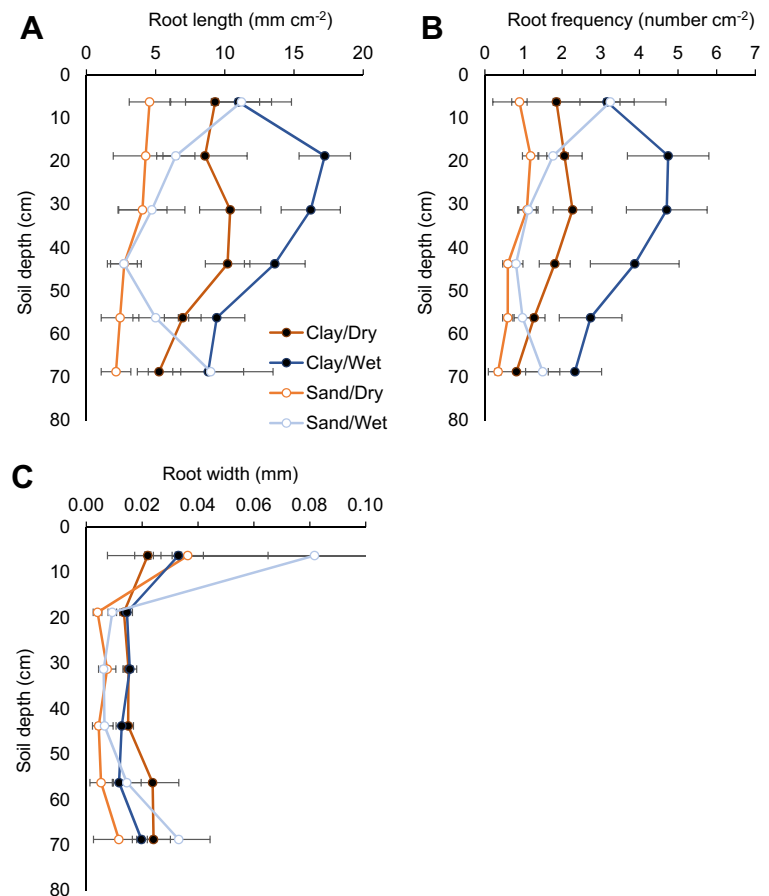 A
Root length (mm cm-2)
0 5 10 15 20
0
10
20
30
40
50
60
70
80
Soil depth (cm)
Clay/Dry
Clay/Wet
Sand/Dry
Sand/Wet
B
Root frequency (number cm-2)
0 1 2 3 4 5 6 7
0
10
20
30
40
50
60
70
80
Soil depth (cm)
C
Root width (mm)
0.00 0.02 0.04 0.06 0.08 0.10
0
10
20
30
40
50
60
70
80
Soil depth (cm)